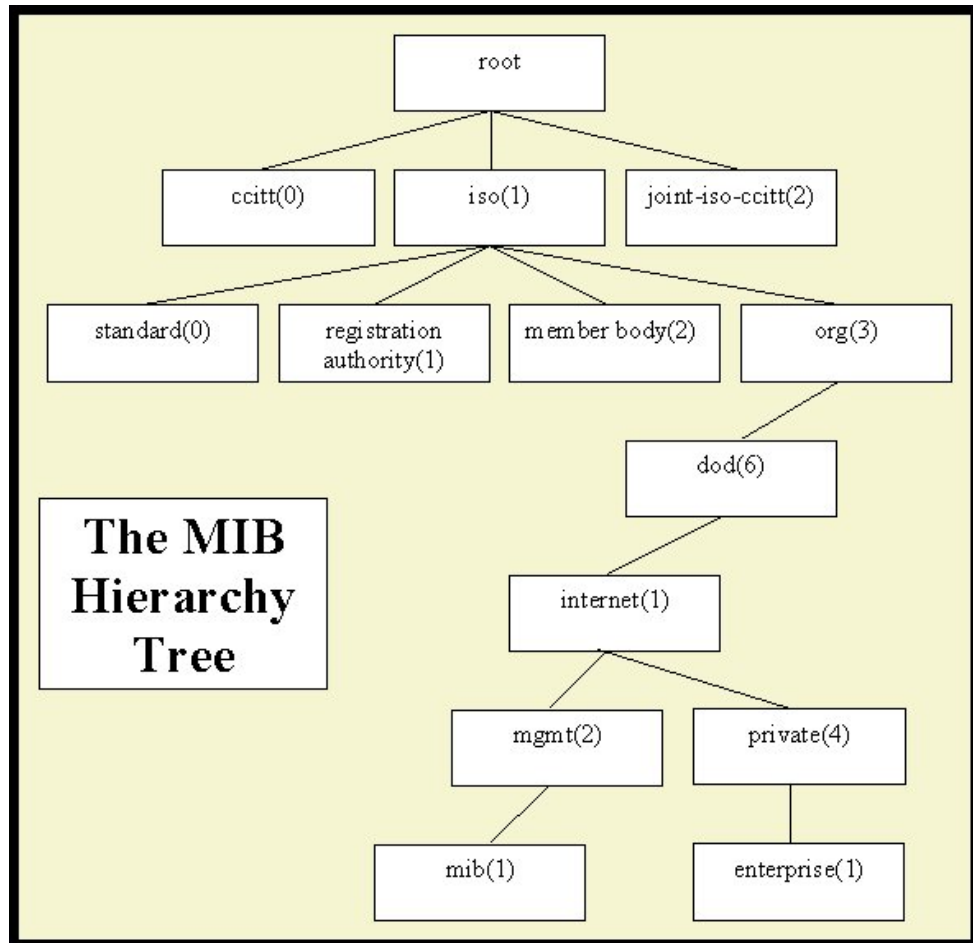 root
ccitt(0)
iso(1)
joint-iso-ccitt(2)
standard(0)
registration
authority(1)
member body(2)
org(3)
dod(6)
The MIB
Hierarchy
Tree
internet(1)
mgmt(2)
private(4)
mib(1)
enterprise(1)